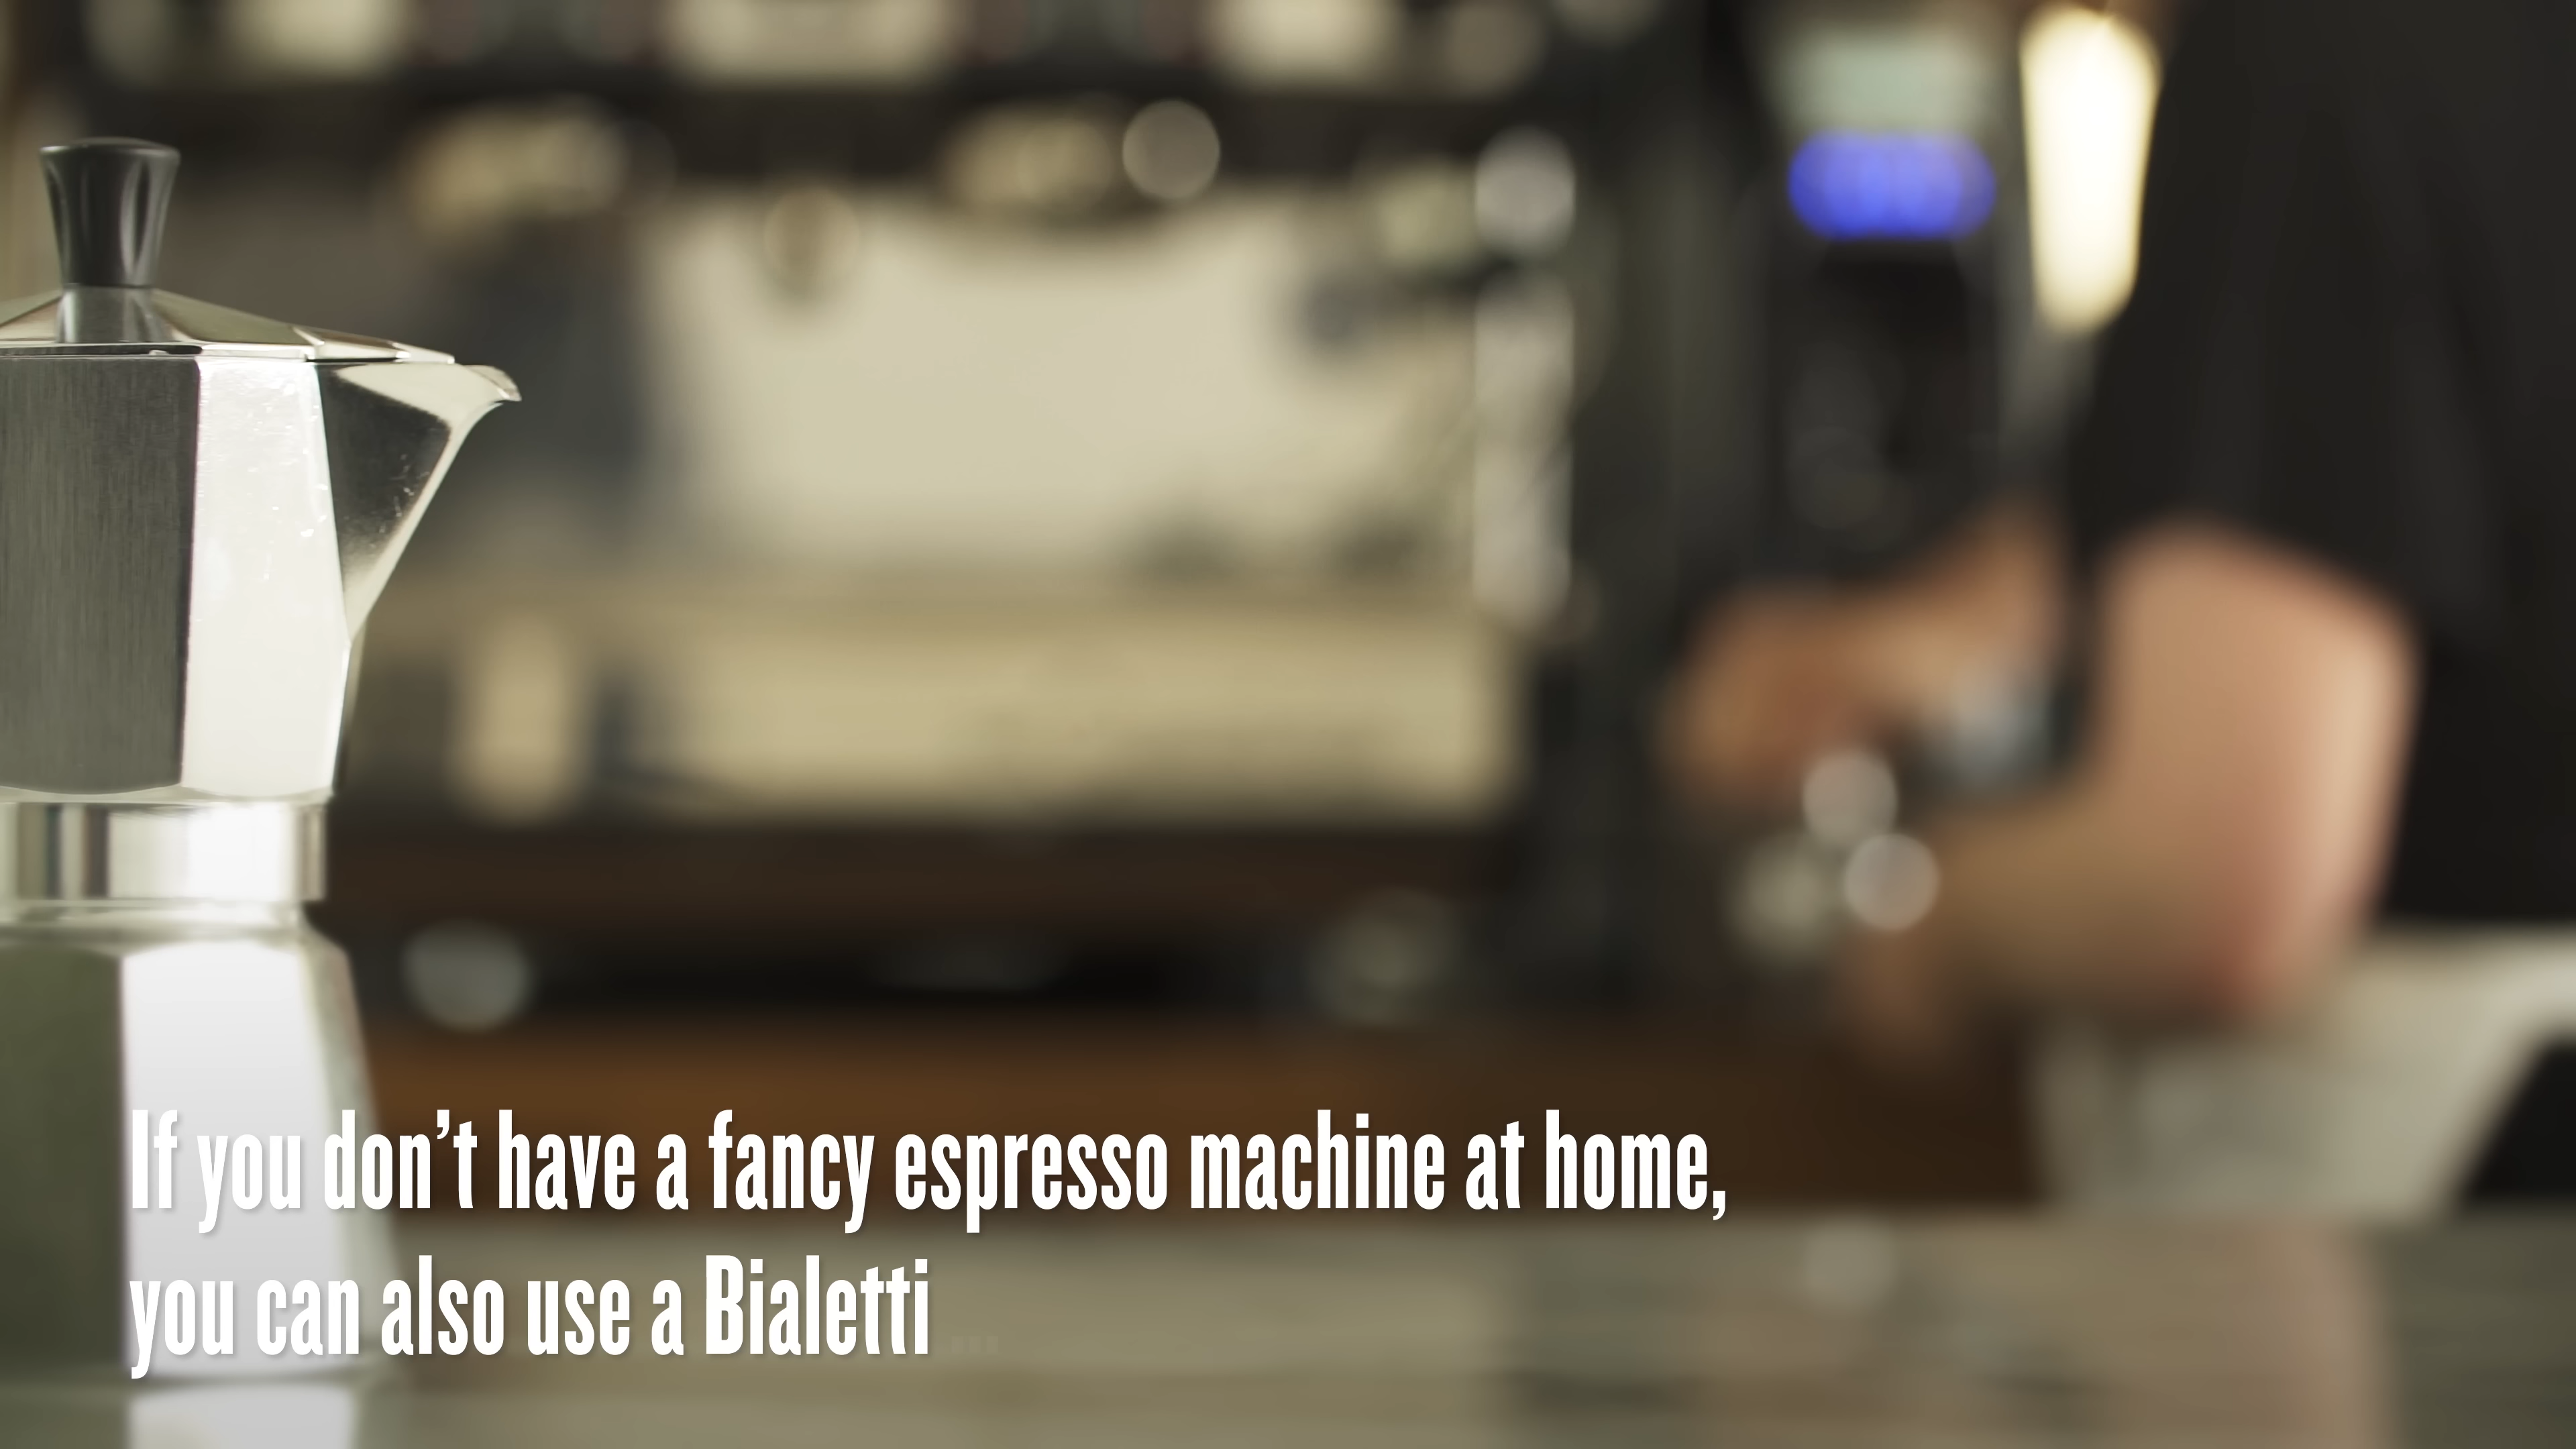 If you don’t have a fancy espresso machine at home,
you can also use a Bialetti